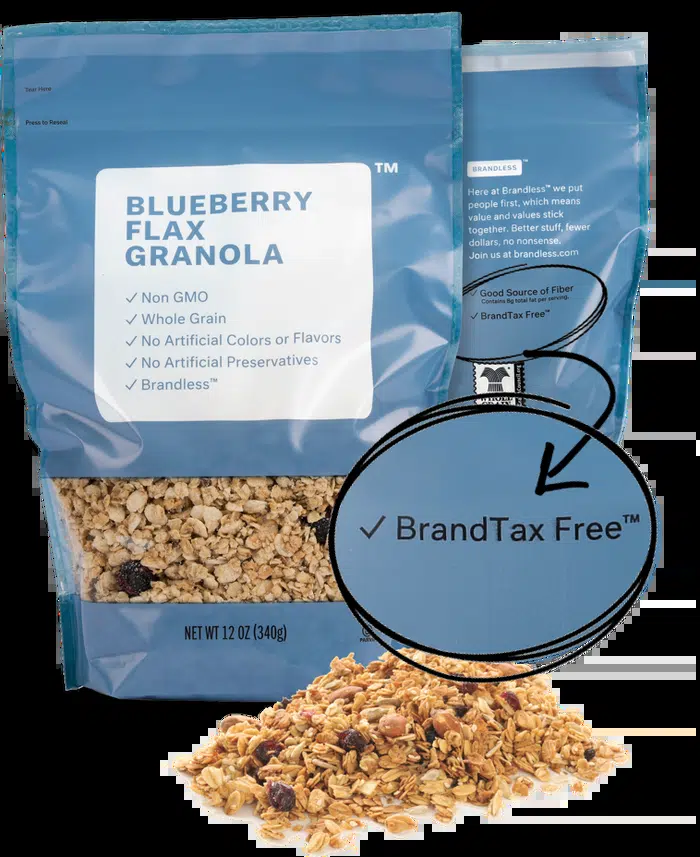 Tear Here
Press to Reseal
TM
BLUEBERRY
FLAX
GRANOLA
✓ Non GMO
✓ Whole Grain
✓ No Artificial Colors or Flavors
✓ No Artificial Preservatives
✓ Brandless™
NET WT 12 OZ (340g)
BRANDLESS™
Here at Brandless™ we put
people first, which means
value and values stick
together. Better stuff, fewer
dollars, no nonsense.
Join us at brandless.com
✓ Good Source of Fiber
Contains 8g total fat per serving.
✓ BrandTax Free™
✓ BrandTax Free™